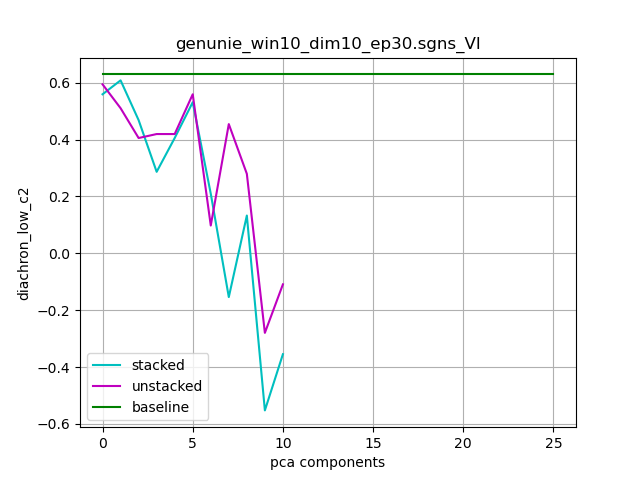 genunie_win10_dim10_ep30.sgns_VI
diachron_low_c2
0.6
0.4
0.2
0.0
−0.2
−0.4
−0.6
stacked
unstacked
baseline
0 5 10 15 20 25
pca components